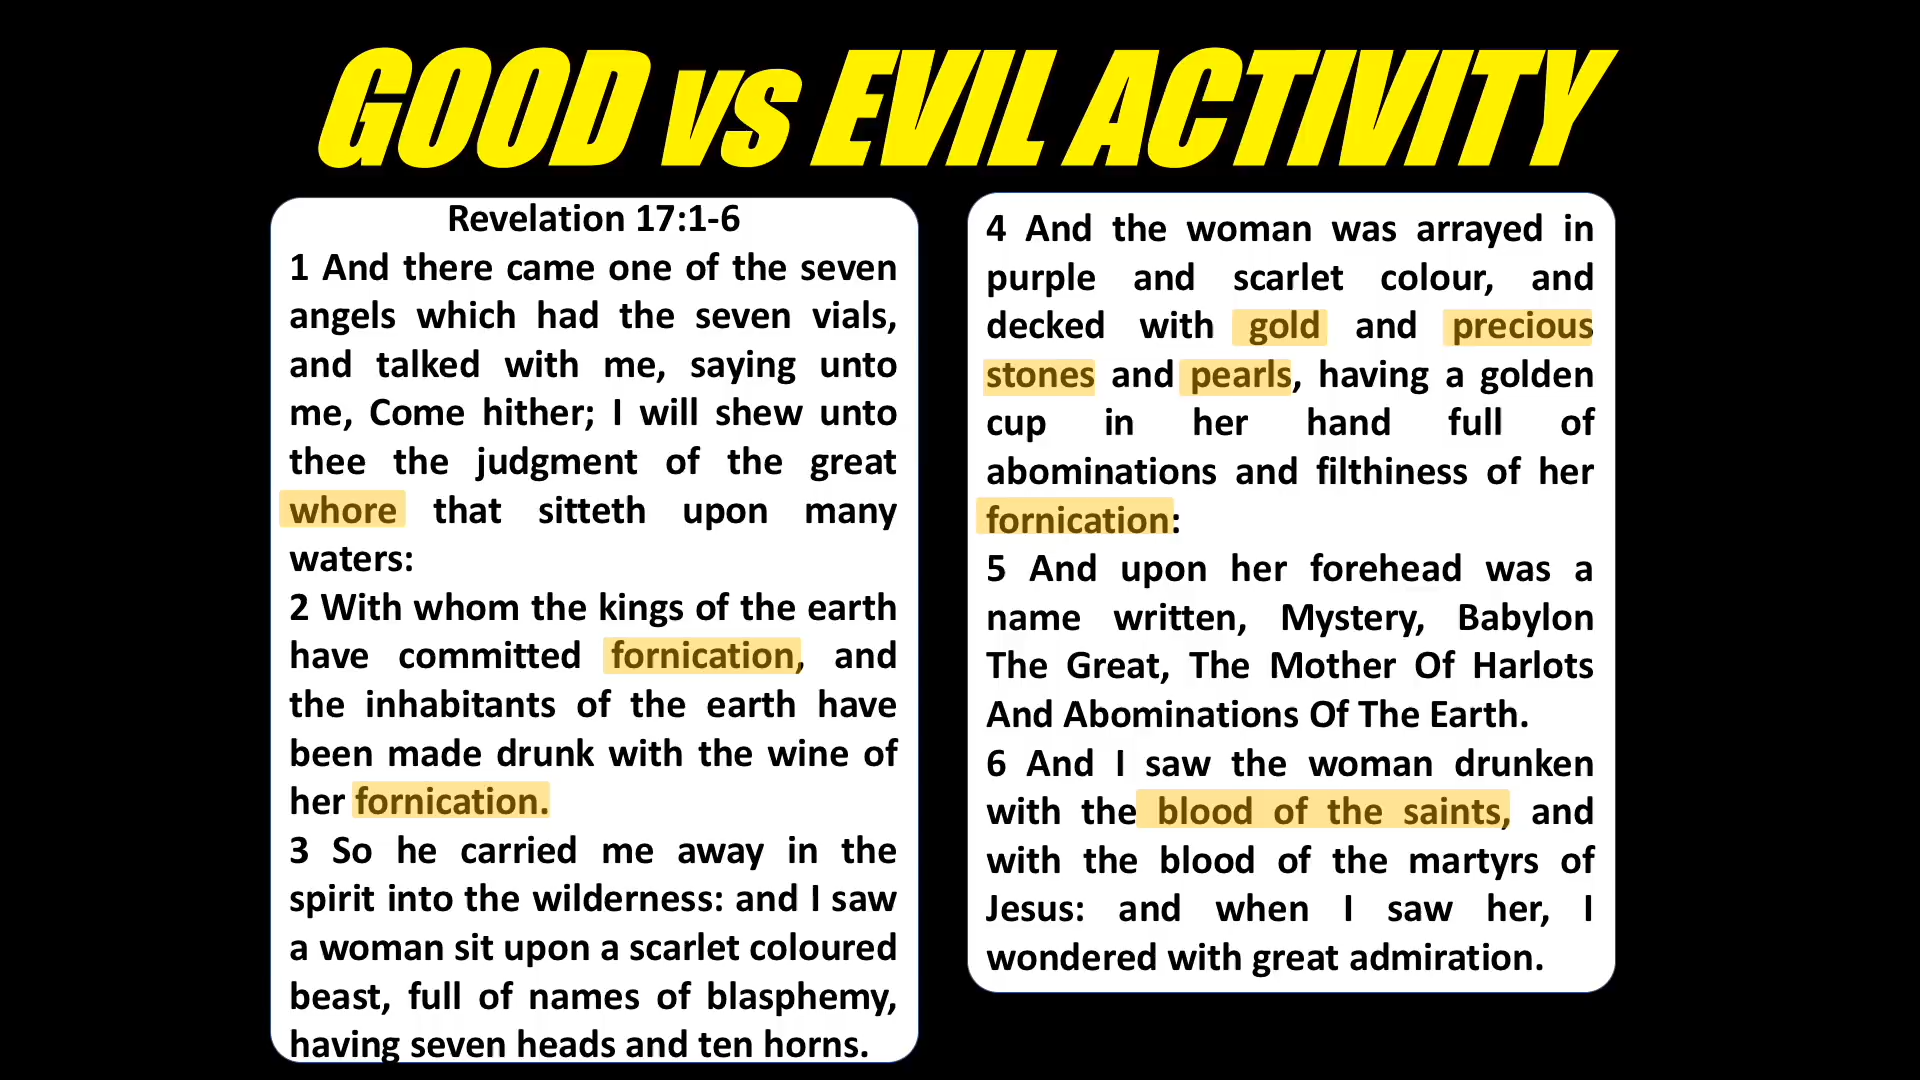 GOOD vs EVIL ACTIVITY
Revelation 17:1-6
1 And there came one of the seven
angels which had the seven vials,
and talked with me, saying unto
me, Come hither; I will shew unto
thee the judgment of the great
whore that sitteth upon many
waters:
2 With whom the kings of the earth
have committed fornication, and
the inhabitants of the earth have
been made drunk with the wine of
her fornication.
3 So he carried me away in the
spirit into the wilderness: and I saw
a woman sit upon a scarlet coloured
beast, full of names of blasphemy,
having seven heads and ten horns.
4 And the woman was arrayed in
purple and scarlet colour, and
decked with gold and precious
stones and pearls, having a golden
cup in her hand full of
abominations and filthiness of her
fornication:
5 And upon her forehead was a
name written, Mystery, Babylon
The Great, The Mother Of Harlots
And Abominations Of The Earth.
6 And I saw the woman drunken
with the blood of the saints, and
with the blood of the martyrs of
Jesus: and when I saw her, I
wondered with great admiration.